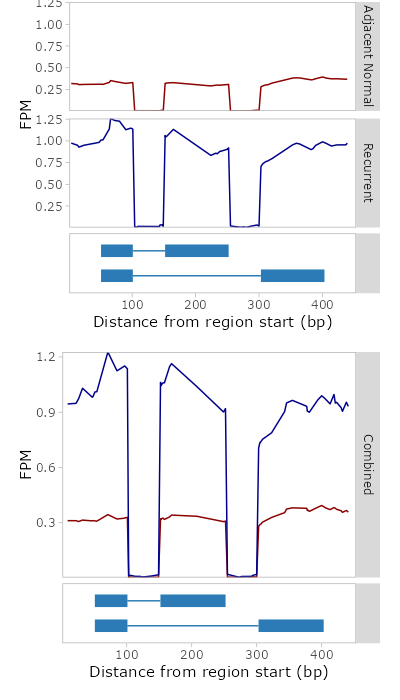 1.25
1.00
0.75
0.50
0.25
Adjacent Normal
FPM
1.25
1.00
0.75
0.50
0.25
Recurrent
100 200 300 400
Distance from region start (bp)
1.2
0.9
0.6
0.3
FPM
Combined
100 200 300 400
Distance from region start (bp)